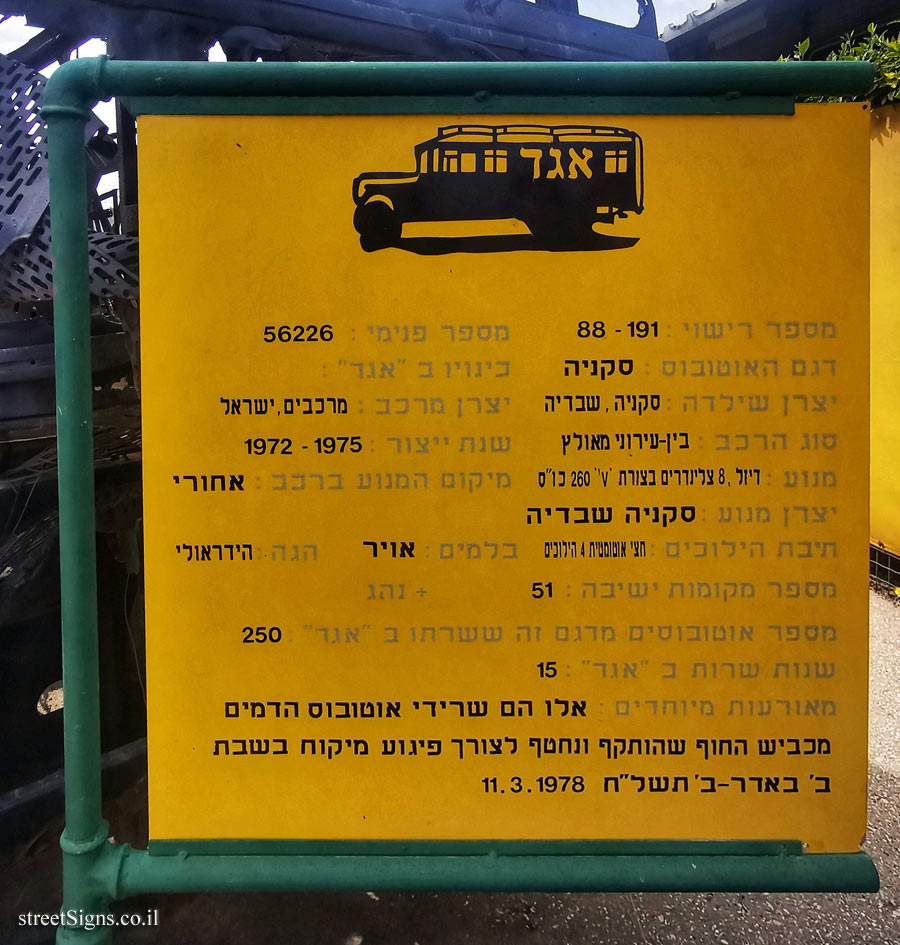 אגד
מספר רישוי : 191 - 88 מספר פנימי : 56226
דגם האוטובוס : סקניה כינויו ב "אגד" :
יצרן שילדה : סקניה, שבדיה יצרן מרכב : מרכבים, ישראל
סוג הרכב : בין-עירוני מאולץ שנת ייצור : 1975 - 1972
מנוע : דיזל, 8 צלינדרים בצורת "V" 260 כו"ס מיקום המנוע ברכב : אחורי
יצרן מנוע : סקניה שבדיה
תיבת הילוכים : חצי אוטומטית 4 הילוכים בלמים : אויר הגה : הידראולי
מספר מקומות ישיבה : 51 + נהג
מספר אוטובוסים מדגם זה ששרתו ב "אגד" : 250
שנות שרות ב "אגד" : 15
מאורעות מיוחדים : אלו הם שרידי אוטובוס הדמים
מכביש החוף שהותקף ונחטף לצורך פיגוע מיקוח בשבת
ב' באדר-ב' תשל"ח 11.3.1978
streetSigns.co.il